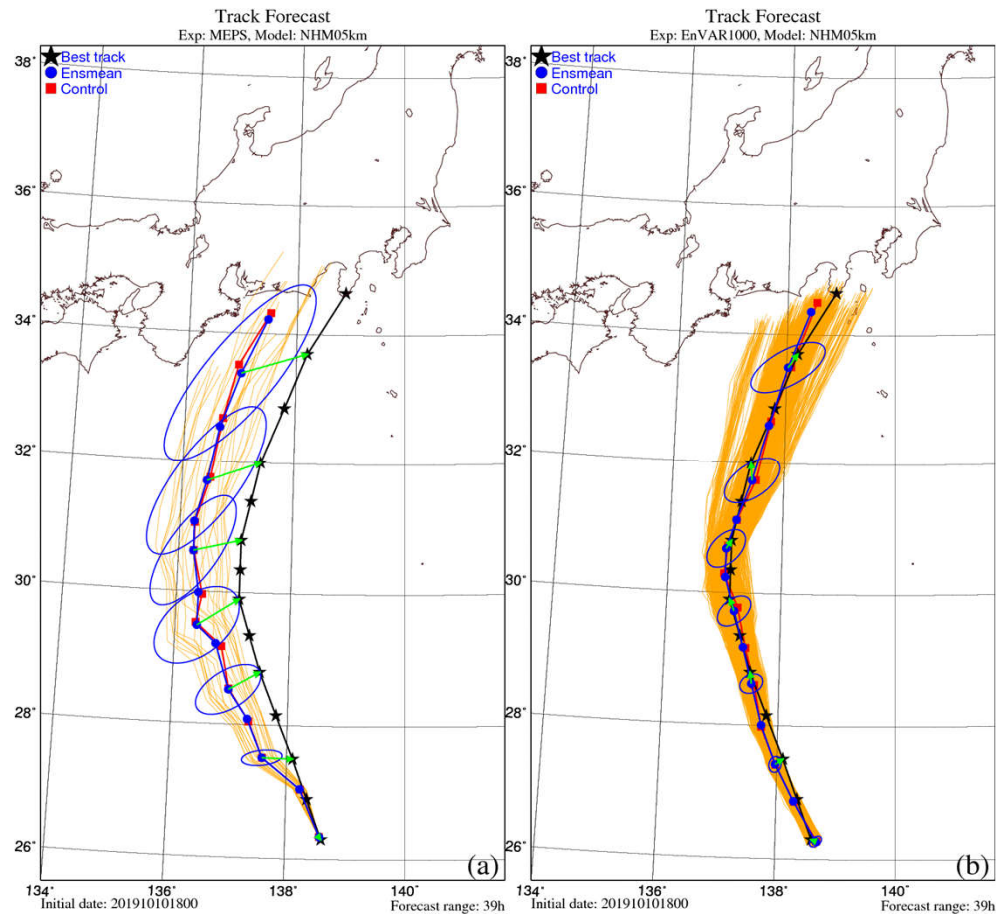 Track Forecast
Exp: MEPS, Model: NHM05km
Best track
Ensmean
Control
38°
36°
34°
32°
30°
28°
26°
134°
136°
138°
140°
(a)
Initial date: 201910101800
Forecast range: 39h
Track Forecast
Exp: EnVAR1000, Model: NHM05km
Best track
Ensmean
Control
38°
36°
34°
32°
30°
28°
26°
134°
136°
138°
140°
(b)
Initial date: 201910101800
Forecast range: 39h